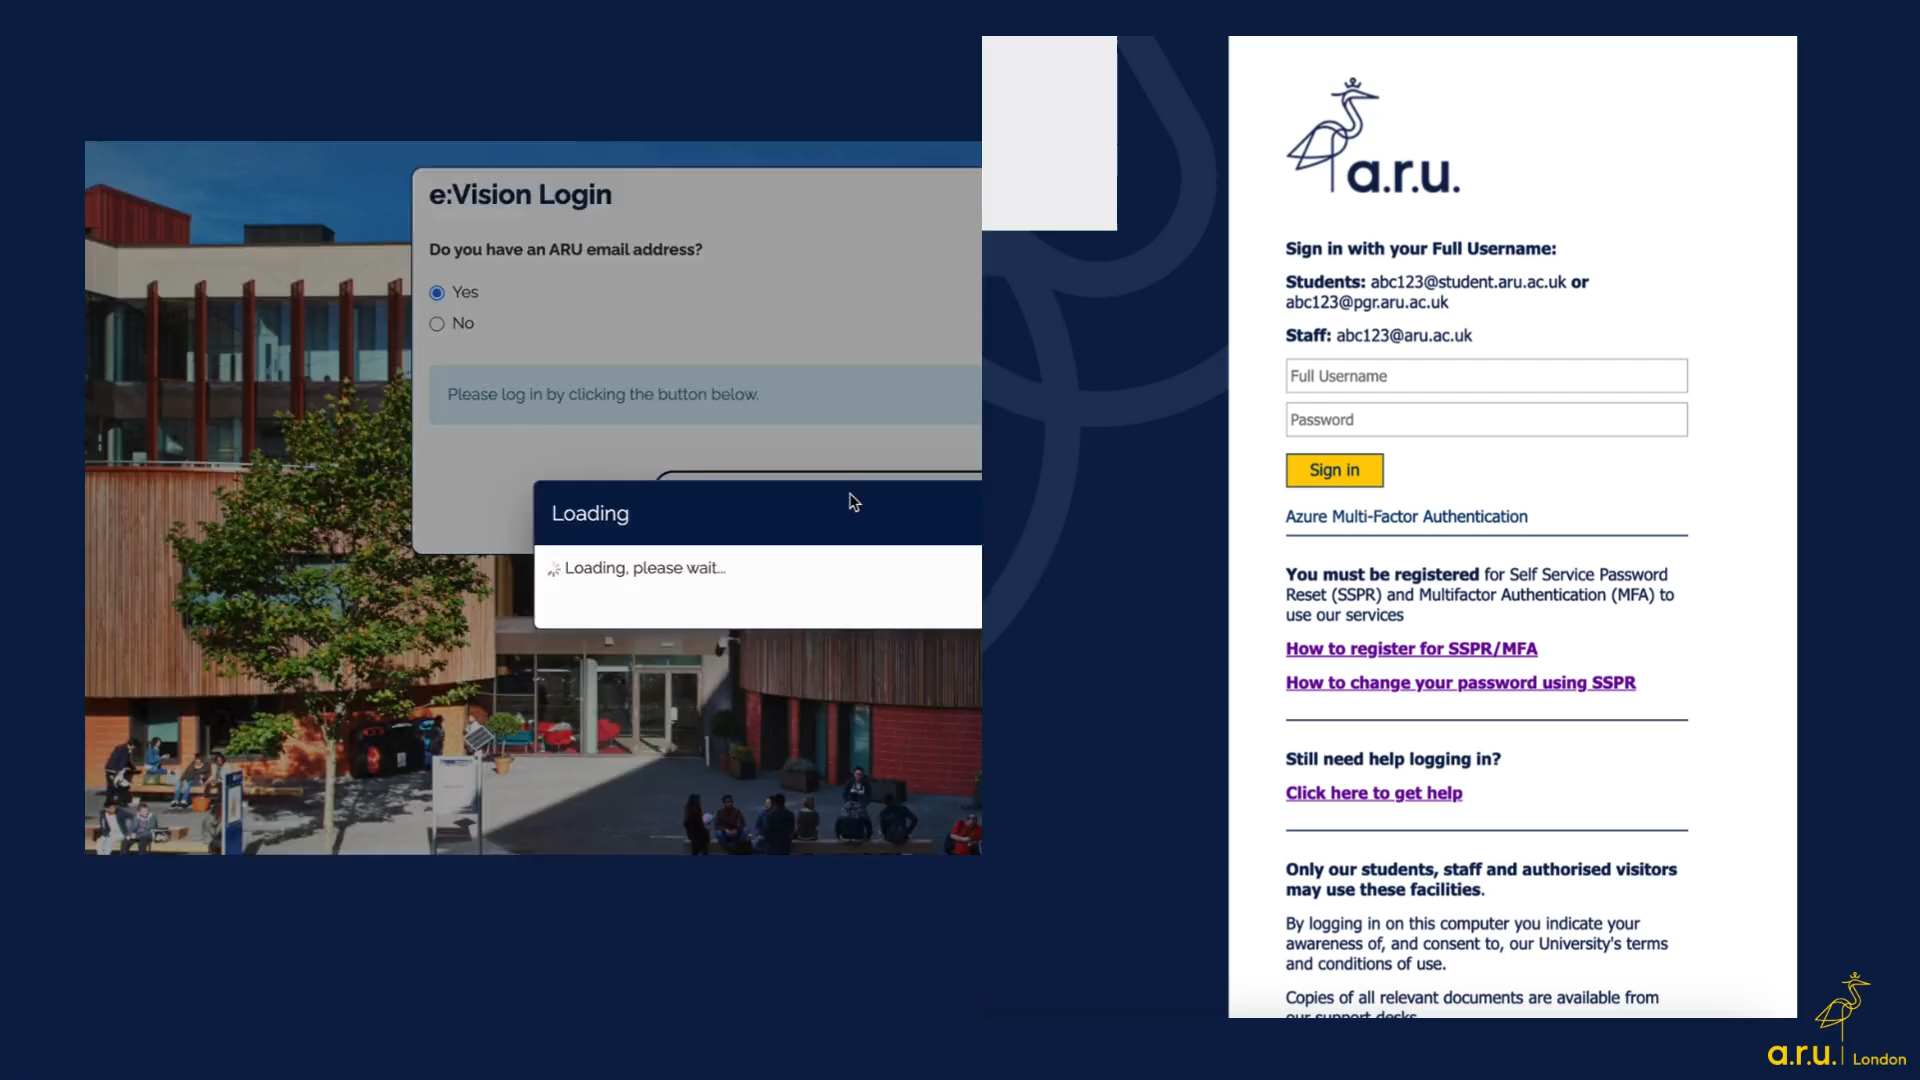 e:Vision Login
Do you have an ARU email address?
Yes
No
Please log in by clicking the button below.
Loading
Loading, please wait...
a.r.u.
Sign in with your Full Username:
Students: abc123@student.aru.ac.uk or
abc123@pgr.aru.ac.uk
Staff: abc123@aru.ac.uk
Full Username
Password
Sign in
Azure Multi-Factor Authentication
You must be registered for Self Service Password
Reset (SSPR) and Multifactor Authentication (MFA) to
use our services
How to register for SSPR/MFA
How to change your password using SSPR
Still need help logging in?
Click here to get help
Only our students, staff and authorised visitors
may use these facilities.
By logging in on this computer you indicate your
awareness of, and consent to, our University's terms
and conditions of use.
Copies of all relevant documents are available from
our support desks
a.r.u. London